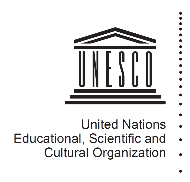 UNESCO
United Nations
Educational, Scientific and
Cultural Organization